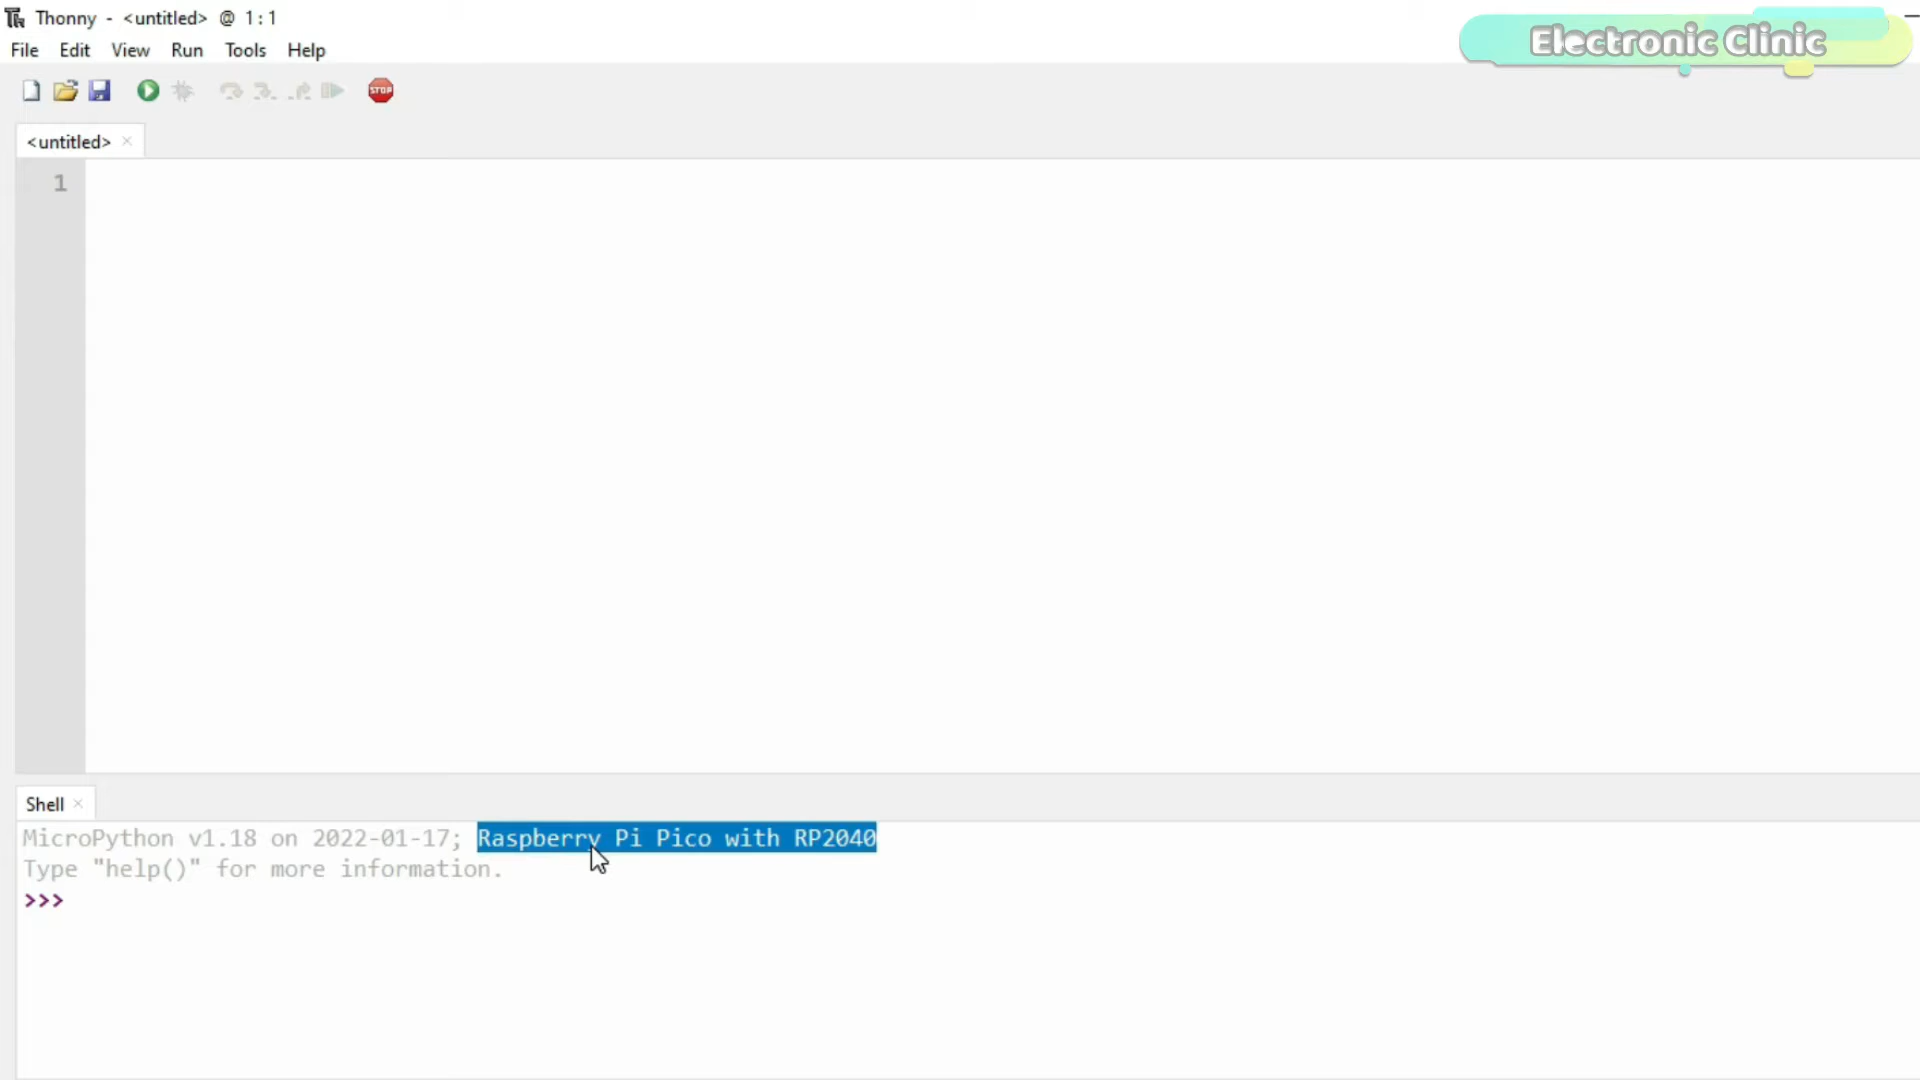 Thonny - <untitled> @ 1:1
Electronic Clinic
File Edit View Run Tools Help
STOP
<untitled> ×
1
Shell ×
MicroPython v1.18 on 2022-01-17; Raspberry Pi Pico with RP2040
Type "help()" for more information.
>>>